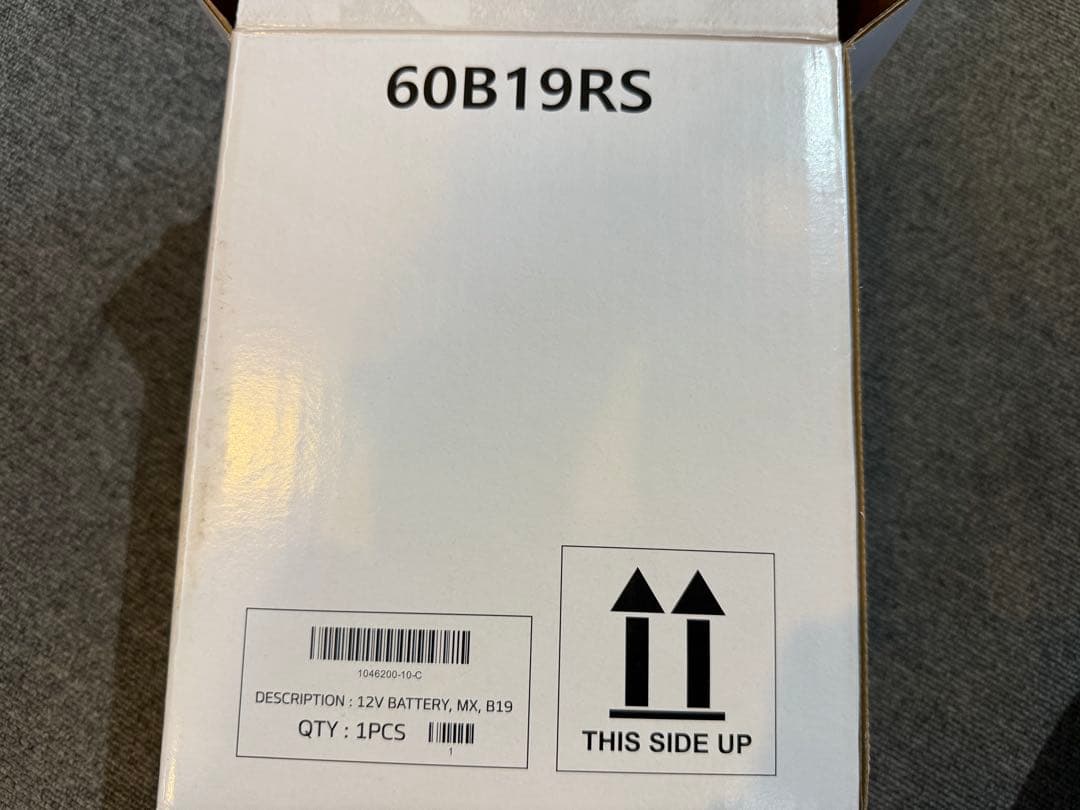 60B19RS
1046200-10-C
DESCRIPTION : 12V BATTERY, MX, B19
QTY : 1PCS
1
THIS SIDE UP